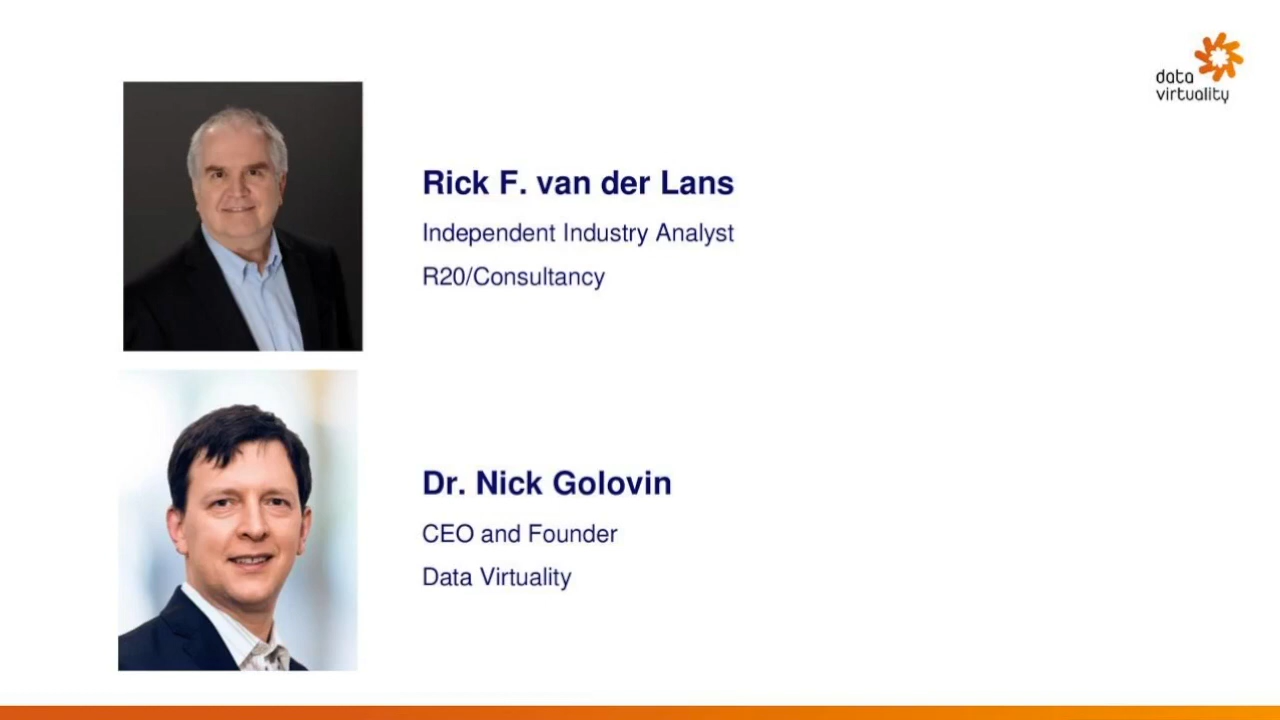 data
virtuality
Rick F. van der Lans
Independent Industry Analyst
R20/Consultancy
Dr. Nick Golovin
CEO and Founder
Data Virtuality